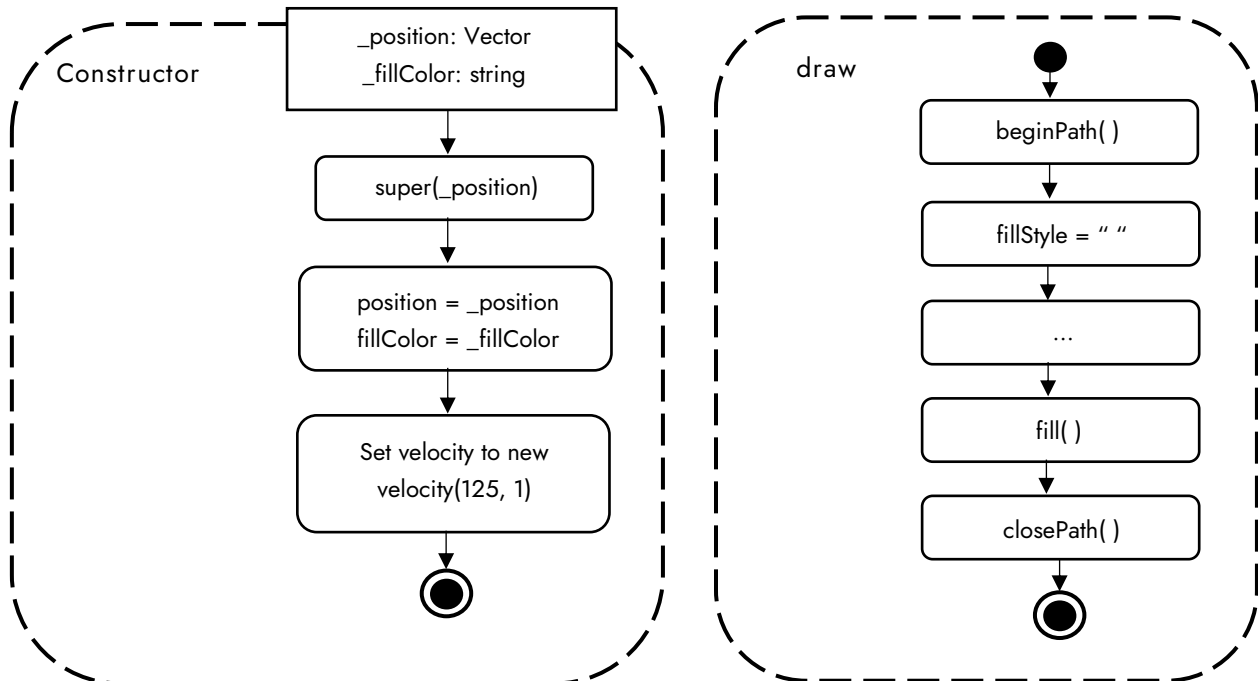 Constructor
_position: Vector
_fillColor: string
super(_position)
position = _position
fillColor = _fillColor
Set velocity to new
velocity(125, 1)
draw
beginPath( )
fillStyle = “ “
...
fill( )
closePath( )